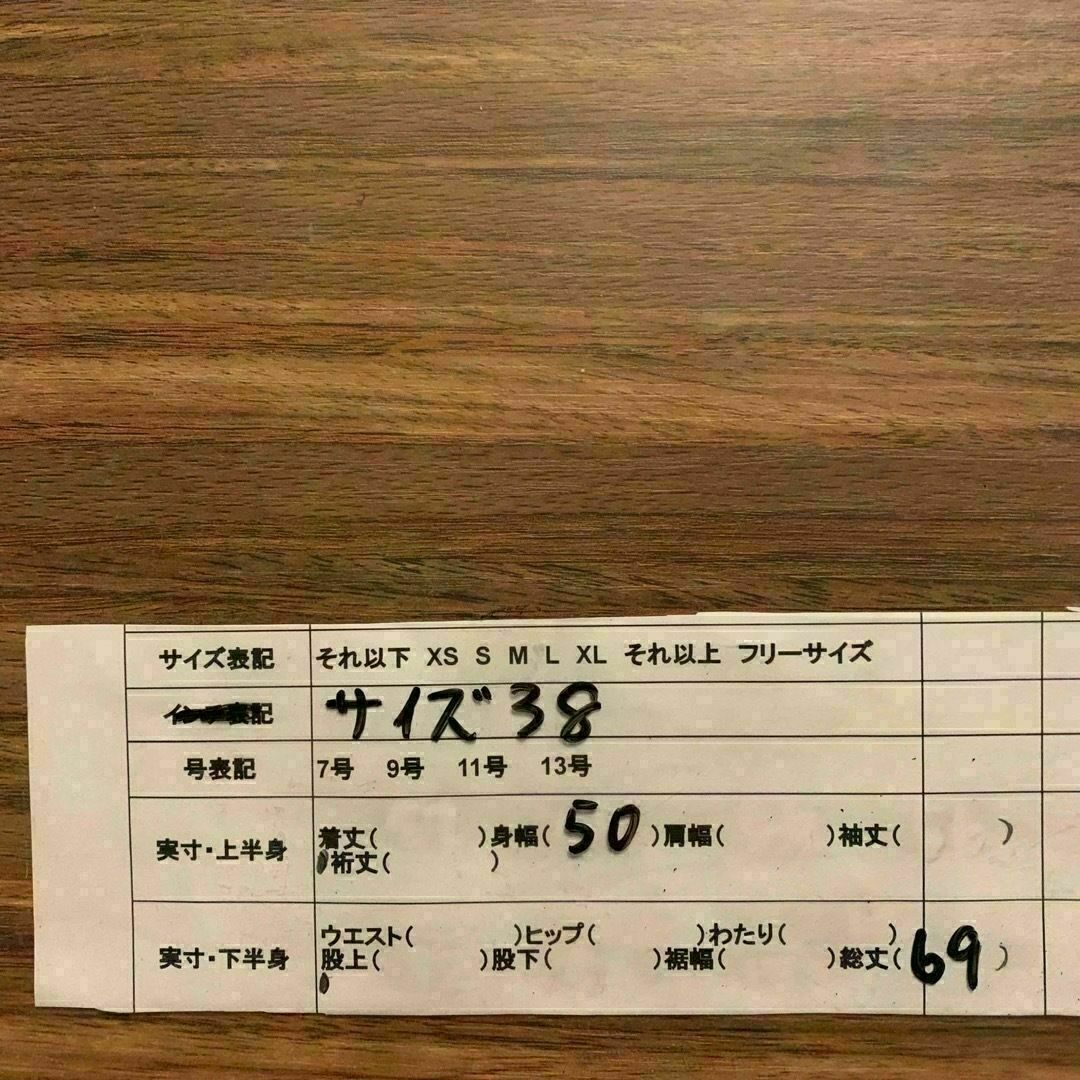 サイズ表記 それ以下 XS S M L XL それ以上 フリーサイズ
表記 サイズ 38
号表記 7号 9号 11号 13号
実寸・上半身 着丈( )身幅( 50 )肩幅( )袖丈( )
裄丈( )
実寸・下半身 ウエスト( )ヒップ( )わたり( )
股上( )股下( )裾幅( )総丈( 69 )